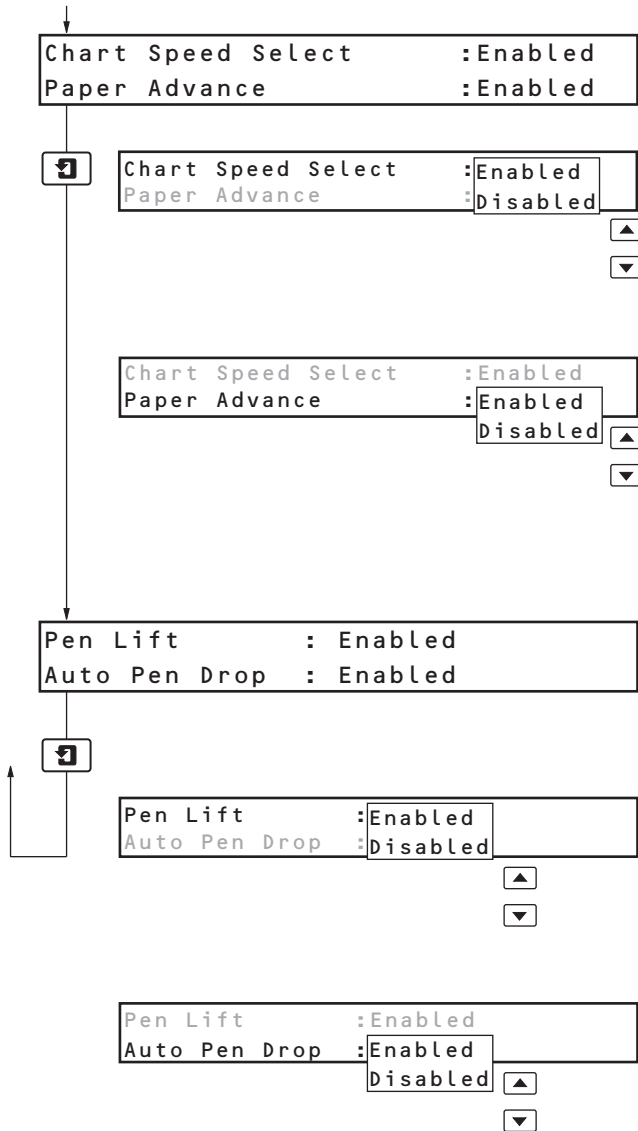 Chart Speed Select :Enabled
Paper Advance :Enabled
Chart Speed Select :Enabled
Paper Advance :Disabled
Chart Speed Select :Enabled
Paper Advance :Enabled
Disabled
Pen Lift : Enabled
Auto Pen Drop : Enabled
Pen Lift :Enabled
Auto Pen Drop :Disabled
Pen Lift :Enabled
Auto Pen Drop :Enabled
Disabled